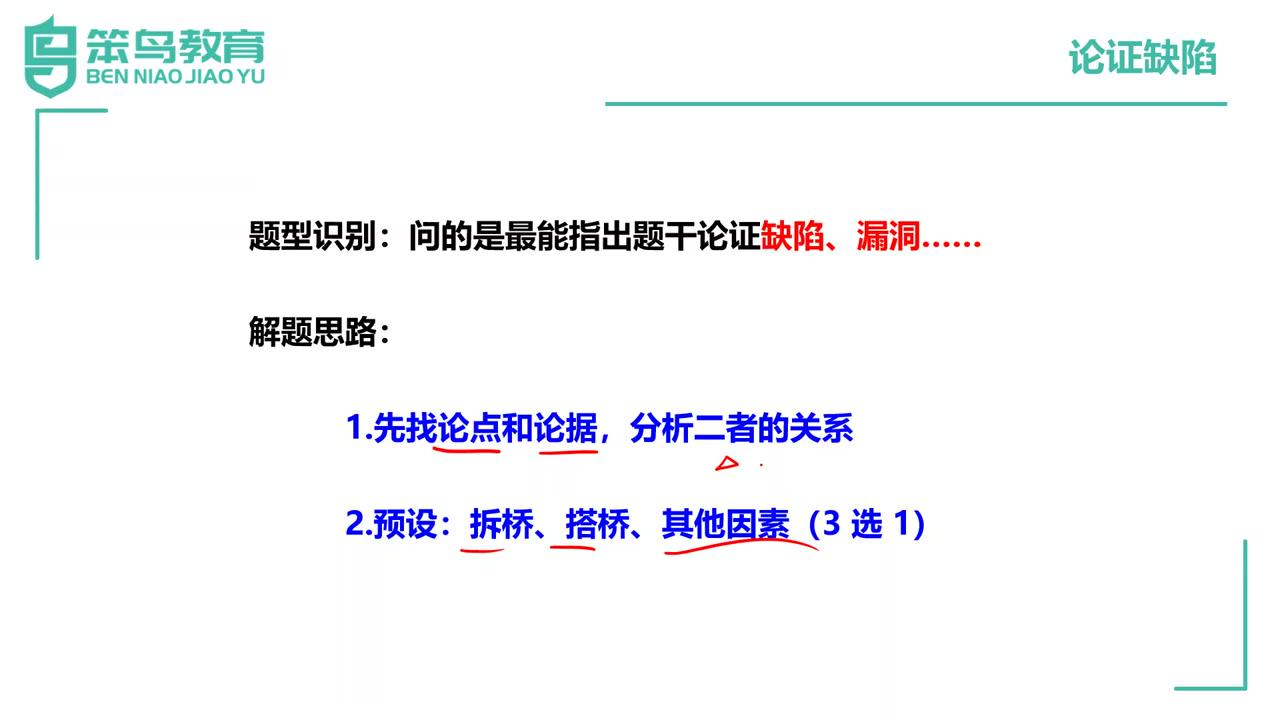 笨鸟教育
BEN NIAO JIAO YU
论证缺陷
题型识别：问的是最能指出题干论证缺陷、漏洞……
解题思路：
1.先找论点和论据，分析二者的关系
2.预设：拆桥、搭桥、其他因素（3 选 1）